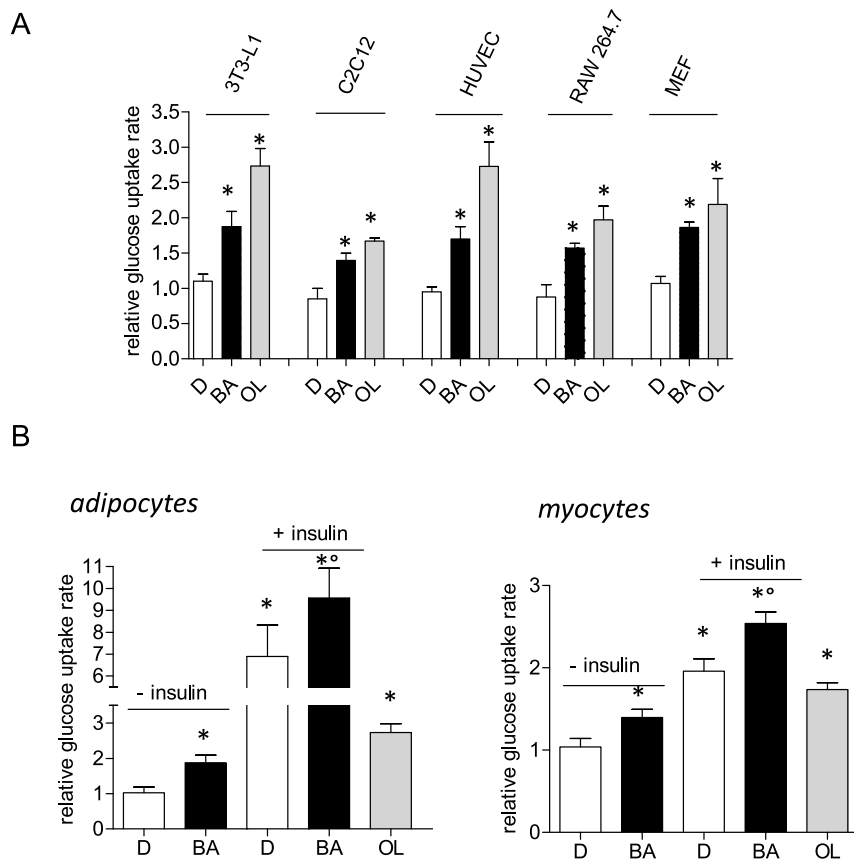 A
3T3-L1 C2C12 HUVEC RAW 264.7 MEF
relative glucose uptake rate
3.5
3.0
2.5
2.0
1.5
1.0
0.5
0.0
* * * * * * * * * *
D BA OL D BA OL D BA OL D BA OL D BA OL
B
adipocytes
+ insulin
- insulin
relative glucose uptake rate
11
10
9
8
7
6
3
2
1
0
* * *° *
D BA D BA OL
myocytes
+ insulin
- insulin
relative glucose uptake rate
3
2
1
0
* * *° *
D BA D BA OL